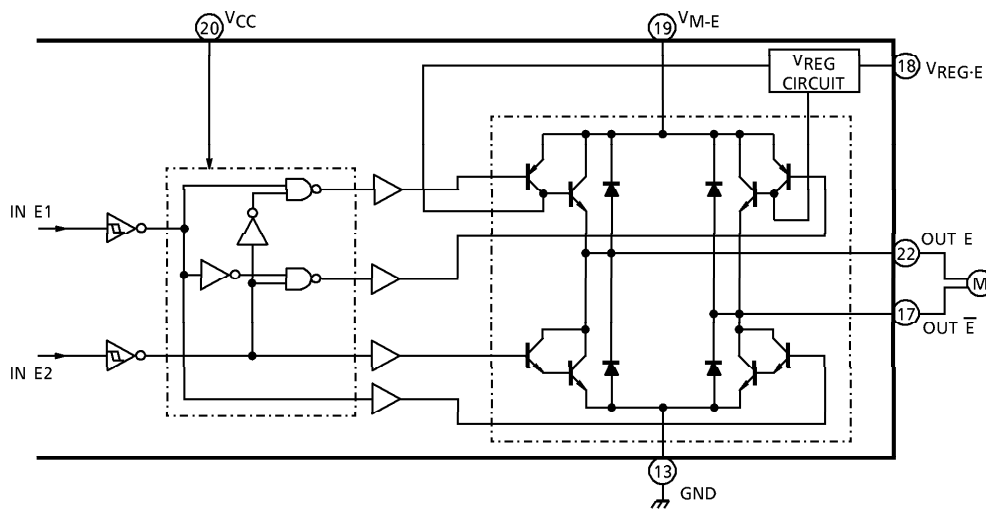 20 VCC
19 VM-E
VREG
CIRCUIT
18 VREG·E
IN E1
22 OUT E
M
17
OUT E̅
IN E2
13
GND